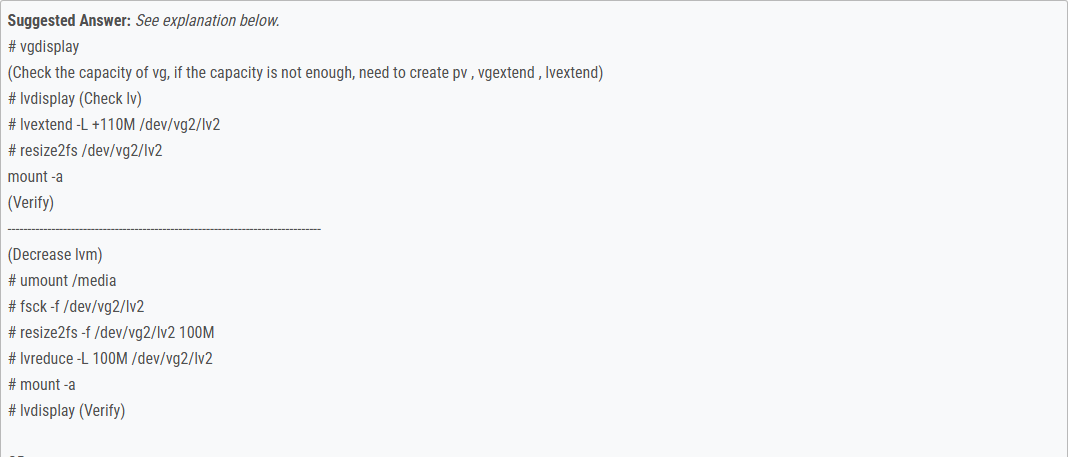 Suggested Answer: See explanation below.
# vgdisplay
(Check the capacity of vg, if the capacity is not enough, need to create pv , vgextend , lvextend)
# lvdisplay (Check lv)
# lvextend -L +110M /dev/vg2/lv2
# resize2fs /dev/vg2/lv2
mount -a
(Verify)
-------------------------------------------------------------------------------
(Decrease lvm)
# umount /media
# fsck -f /dev/vg2/lv2
# resize2fs -f /dev/vg2/lv2 100M
# lvreduce -L 100M /dev/vg2/lv2
# mount -a
# lvdisplay (Verify)